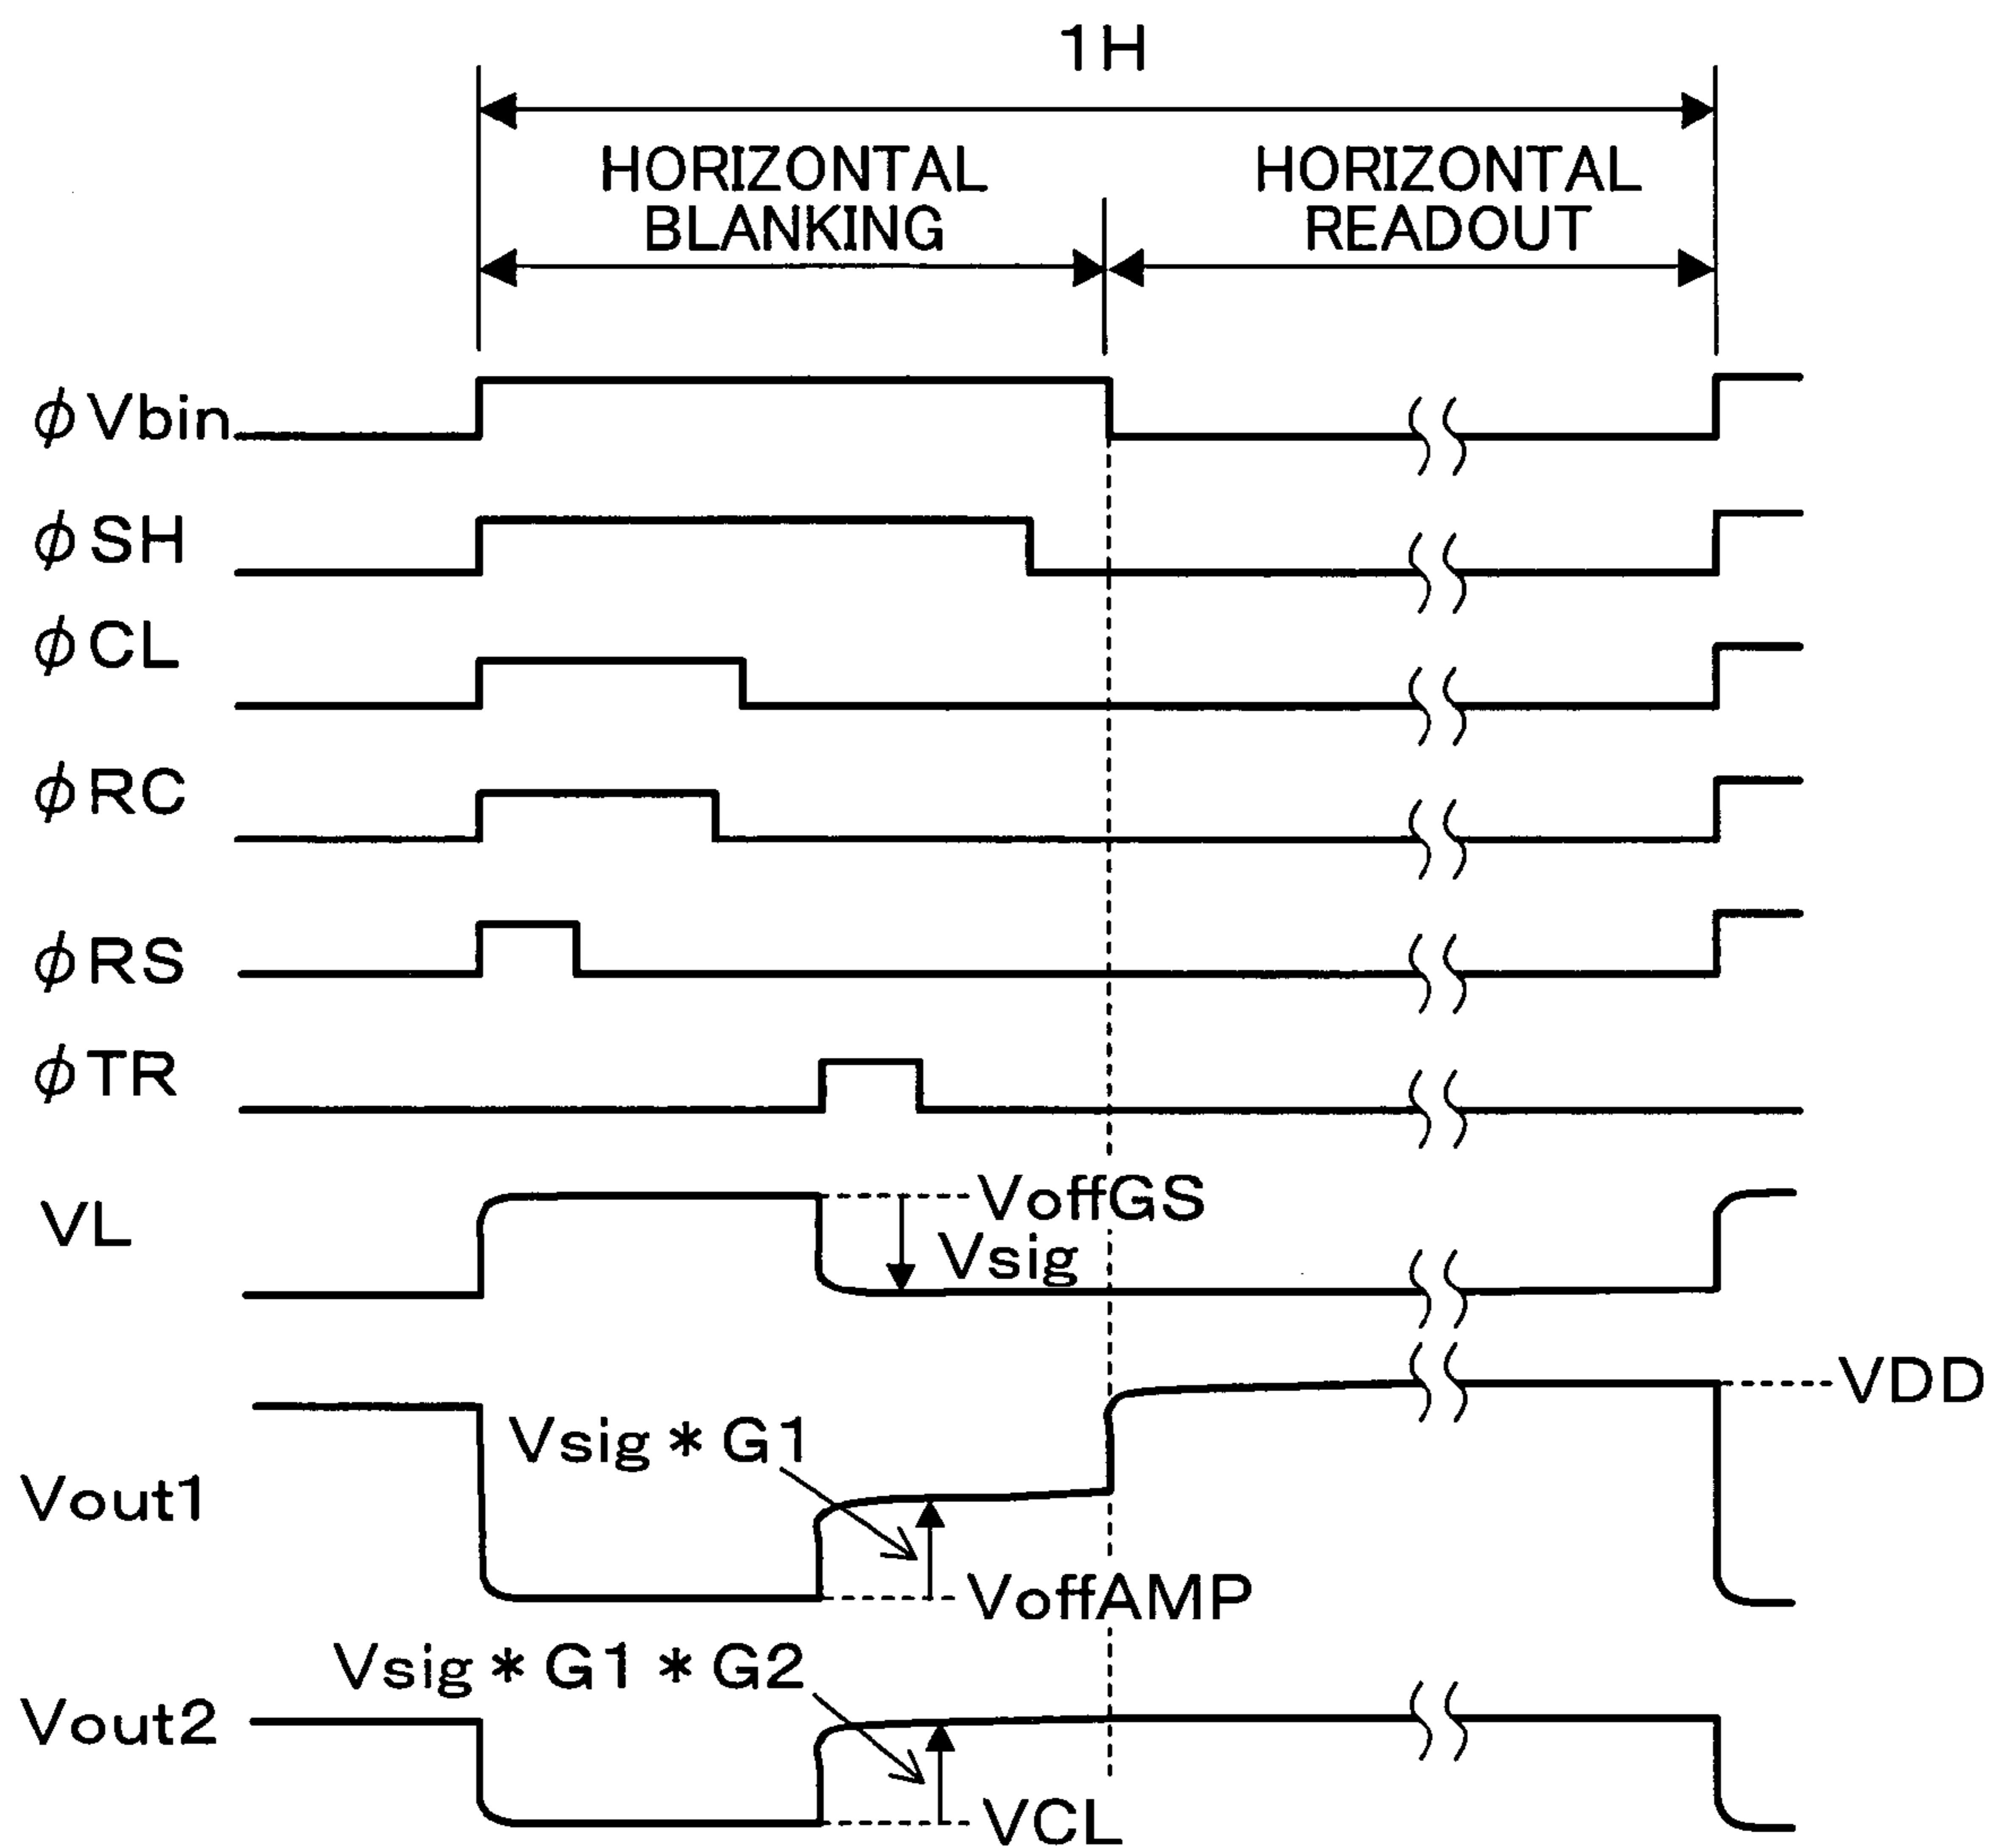 1H
HORIZONTAL
BLANKING
HORIZONTAL
READOUT
ϕVbin
ϕSH
ϕCL
ϕRC
ϕRS
ϕTR
VL
VoffGS
Vsig
VDD
Vsig*G1
Vout1
VoffAMP
Vsig*G1*G2
Vout2
VCL